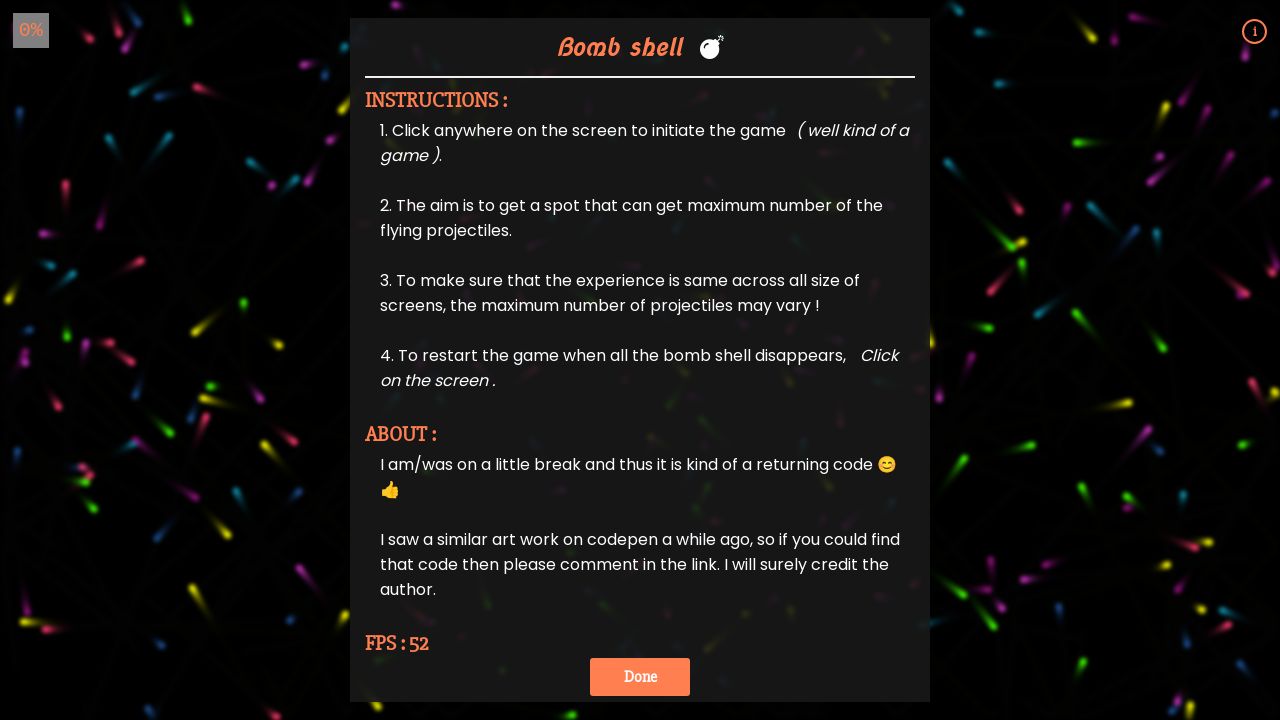 0%
i
Bomb shell 💣
INSTRUCTIONS :
1. Click anywhere on the screen to initiate the game ( well kind of a
game ).
2. The aim is to get a spot that can get maximum number of the
flying projectiles.
3. To make sure that the experience is same across all size of
screens, the maximum number of projectiles may vary !
4. To restart the game when all the bomb shell disappears, Click
on the screen .
ABOUT :
I am/was on a little break and thus it is kind of a returning code 😊
👍
I saw a similar art work on codepen a while ago, so if you could find
that code then please comment in the link. I will surely credit the
author.
FPS : 52
Done